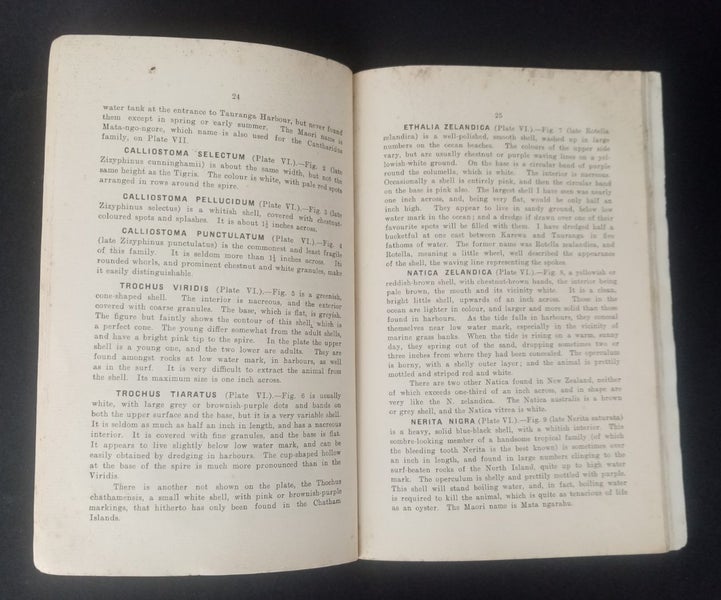 24
water tank at the entrance to Tauranga Harbour, but never found
them except in spring or early summer. The Maori name is
Mata-ngo-ngore, which name is also used for the Cantharidus
family, on Plate VII.
CALLIOSTOMA SELECTUM (Plate VI.).—Fig. 2 (late
Zizyphinus cunninghamii) is about the same width, but not the
same height as the Tigris. The colour is white, with pale red spots
arranged in rows around the spire.
CALLIOSTOMA PELLUCIDUM (Plate VI.).—Fig. 3 (late
Zizyphinus selectus) is a whitish shell, covered with chestnut-
coloured spots and splashes. It is about 1½ inches across.
CALLIOSTOMA PUNCTULATUM (Plate VI.).—Fig. 4
(late Zizyphinus punctulatus) is the commonest and least fragile
of this family. It is seldom more than 1¼ inches across. Its
rounded whorls, and prominent chestnut and white granules, make
it easily distinguishable.
TROCHUS VIRIDIS (Plate VI.).—Fig. 5 is a greenish,
cone-shaped shell. The interior is nacreous, and the exterior
covered with coarse granules. The base, which is flat, is greyish.
The figure but faintly shows the contour of this shell, which is
a perfect cone. The young differ somewhat from the adult shells,
and have a bright pink tip to the spire. In the plate the upper
shell is a young one, and the two lower are adults. They are
found amongst rocks at low water mark, in harbours, as well
as in the surf. It is very difficult to extract the animal from
the shell. Its maximum size is one inch across.
TROCHUS TIARATUS (Plate VI.).—Fig. 6 is usually
white, with large grey or brownish-purple dots and bands on
both the upper surface and the base, but it is a very variable shell.
It is seldom as much as half an inch in length, and has a nacreous
interior. It is covered with fine granules, and the base is flat
It appears to live slightly below low water mark, and can be
easily obtained by dredging in harbours. The cup-shaped hollow
at the base of the spire is much more pronounced than in the
Viridis.
There is another not shown on the plate, the Thochus
chathamensis, a small white shell, with pink or brownish-purple
markings, that hitherto has only been found in the Chatham
Islands.
25
ETHALIA ZELANDICA (Plate VI.).—Fig. 7 (late Rotella
zelandica) is a well-polished, smooth shell, washed up in large
numbers on the ocean beaches. The colours of the upper side
vary, but are usually chestnut or purple waving lines on a yel-
lowish-white ground. On the base is a circular band of purple
round the columella, which is white. The interior is nacreous.
Occasionally a shell is entirely pink, and then the circular band
on the base is pink also. The largest shell I have seen was nearly
one inch across, and, being very flat, would be only half an
inch high. They appear to live in sandy ground, below low
water mark in the ocean; and a dredge if drawn over one of their
favourite spots will be filled with them. I have dredged half a
bucketful at one cast between Karewa and Tauranga in five
fathoms of water. The former name was Rotella zealandica, and
Rotella, meaning a little wheel, well described the appearance
of the shell, the waving line representing the spokes.
NATICA ZELANDICA (Plate VI.).—Fig. 8, a yellowish or
reddish-brown shell, with chestnut-brown bands, the interior being
pale brown, the mouth and its vicinity white. It is a clean,
bright little shell, upwards of an inch across. Those in the
ocean are lighter in colour, and larger and more solid than those
found in harbours. As the tide falls in harbours, they conceal
themselves near low water mark, especially in the vicinity of
marine grass banks. When the tide is rising on a warm, sunny
day, they spring out of the sand, dropping sometimes two or
three inches from where they had been concealed. The operculum
is horny, with a shelly outer layer; and the animal is prettily
mottled and striped red and white.
There are two other Natica found in New Zealand, neither
of which exceeds one-third of an inch across, and in shape are
very like the N. zelandica. The Natica australis is a brown
or grey shell, and the Natica vitrea is white.
NERITA NIGRA (Plate VI.).—Fig. 9 (late Nerita saturata)
is a heavy, solid blue-black shell, with a whitish interior. This
sombre-looking member of a handsome tropical family (of which
the bleeding tooth Nerita is the best known) is sometimes over
an inch in length, and found in large numbers clinging to the
surf-beaten rocks of the North Island, quite up to high water
mark. The operculum is shelly and prettily mottled with purple.
This shell will stand boiling water, and, in fact, boiling water
is required to kill the animal, which is quite as tenacious of life
as an oyster. The Maori name is Mata ngarahu.